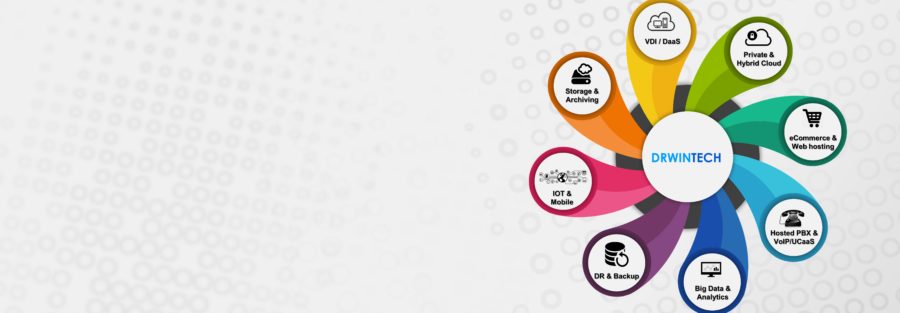 VDI / DaaS
Private &
Hybrid Cloud
eCommerce &
Web hosting
Hosted PBX &
VoIP/UCaaS
Big Data &
Analytics
DR & Backup
IOT &
Mobile
Storage &
Archiving
DRWINTECH